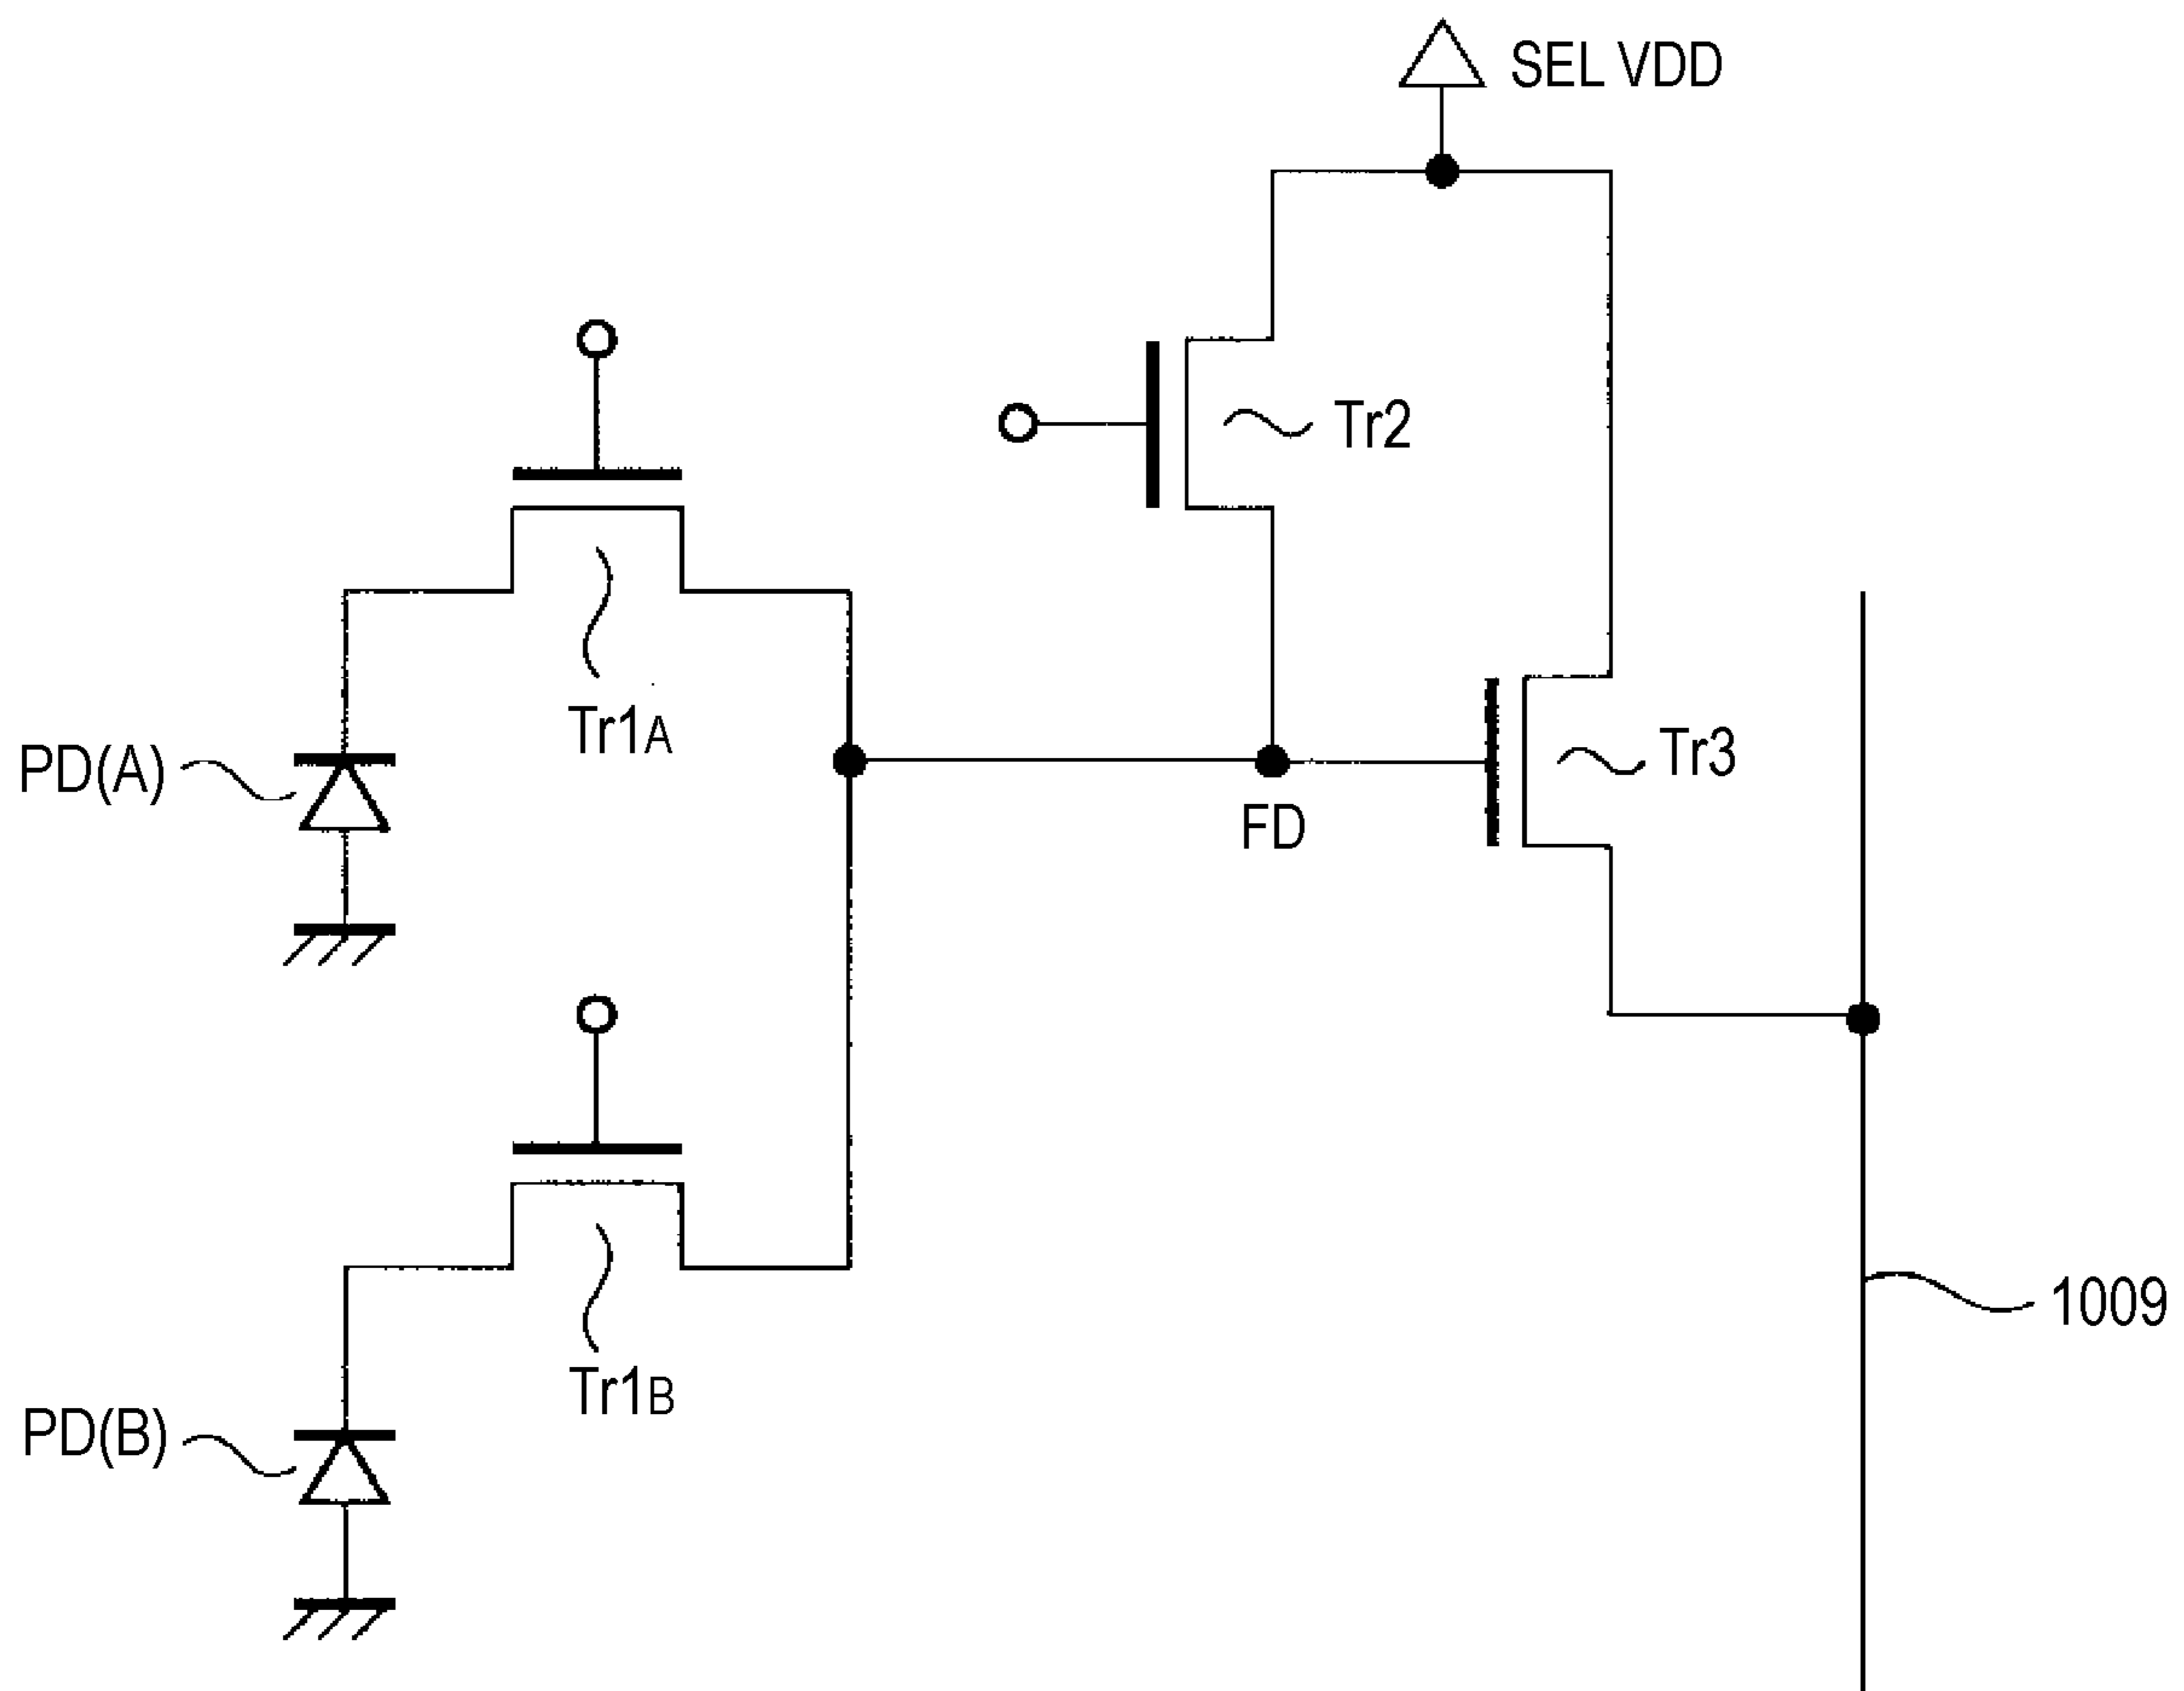 SEL VDD
Tr2
Tr1A
PD(A)
Tr3
FD
1009
Tr1B
PD(B)